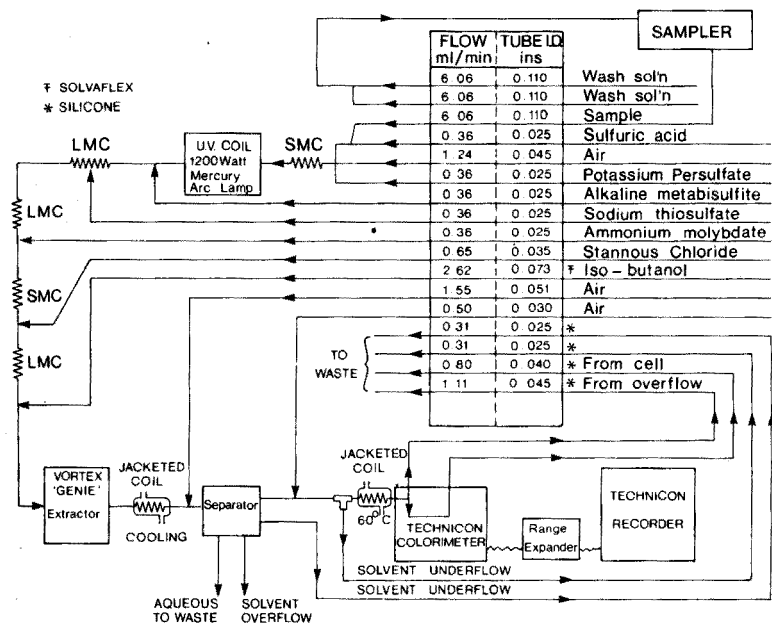 SAMPLER
FLOW TUBE I.D.
ml/min ins
6 06 0.110 Wash sol'n
6.06 0.110 Wash sol'n
6 06 0.110 Sample
0 36 0.025 Sulfuric acid
1.24 0.045 Air
0 36 0.025 Potassium Persulfate
0 36 0.025 Alkaline metabisulfite
0 36 0.025 Sodium thiosulfate
0 36 0.025 Ammonium molybdate
0 65 0.035 Stannous Chloride
2 62 0.073 ₮ Iso-butanol
1.55 0.051 Air
0 50 0 030 Air
0 31 0 025 *
0 31 0 025 *
0 80 0 040 * From cell
1 11 0 045 * From overflow
₮ SOLVAFLEX
* SILICONE
LMC
U.V. COIL
1200Watt
Mercury
Arc Lamp
SMC
LMC
SMC
LMC
TO
WASTE
VORTEX
'GENIE'
Extractor
JACKETED
COIL
COOLING
Separator
JACKETED
COIL
60° C
TECHNICON
COLORIMETER
Range
Expander
TECHNICON
RECORDER
SOLVENT UNDERFLOW
SOLVENT UNDERFLOW
AQUEOUS
TO WASTE
SOLVENT
OVERFLOW